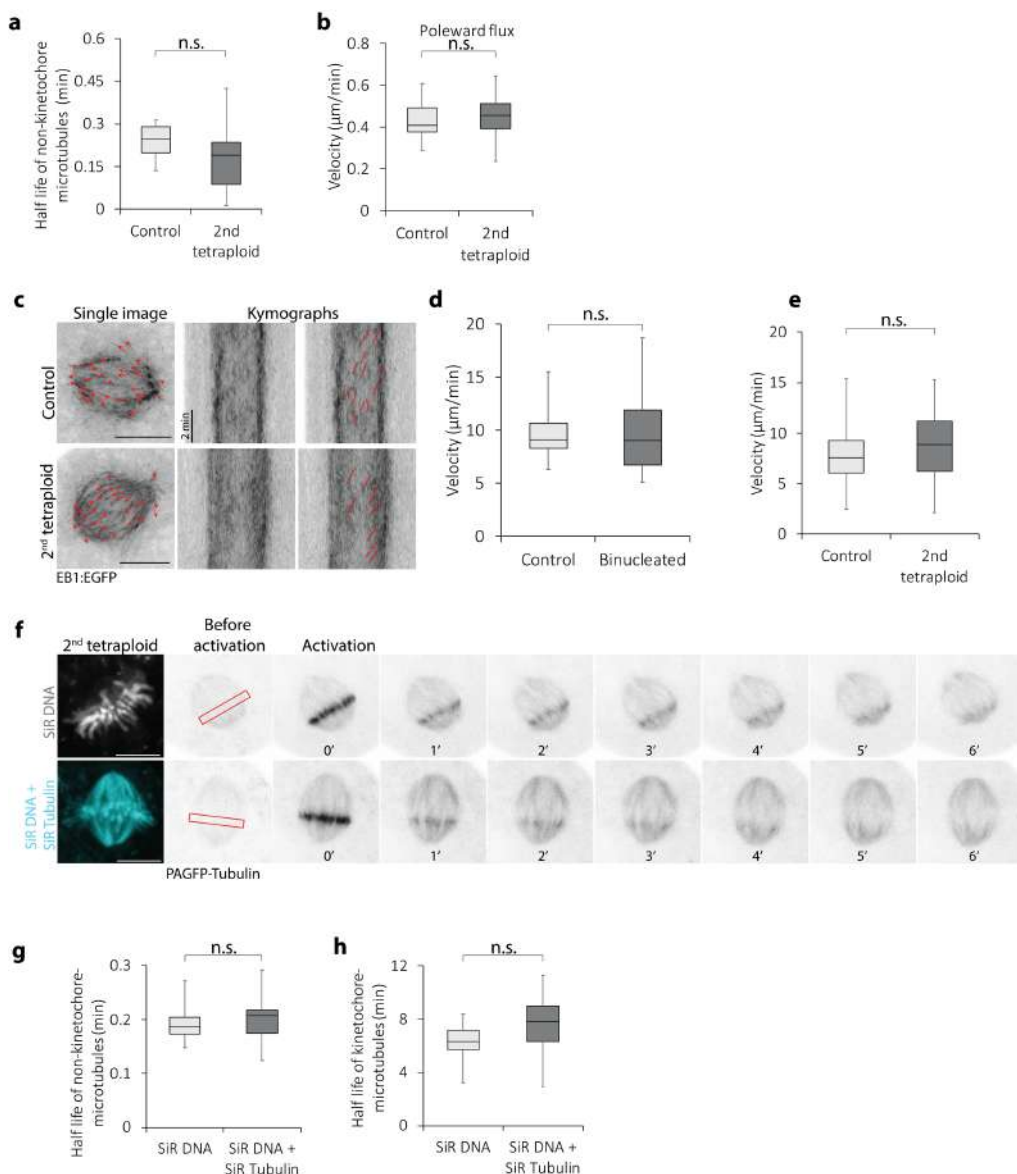 a
n.s.
Half life of non-kinetochore
microtubules (min)
0.6
0.45
0.3
0.15
0
Control
2nd
tetraploid
b
Poleward flux
n.s.
Velocity (µm/min)
0.8
0.6
0.4
0.2
0
Control
2nd
tetraploid
c
Single image
Kymographs
Control
2 min
2nd tetraploid
EB1:EGFP
d
n.s.
Velocity (µm/min)
20
15
10
5
0
Control
Binucleated
e
n.s.
Velocity (µm/min)
20
15
10
5
0
Control
2nd
tetraploid
f
2nd tetraploid
Before
activation
Activation
SiR DNA
0’ 1’ 2’ 3’ 4’ 5’ 6’
SiR DNA +
SiR Tubulin
0’ 1’ 2’ 3’ 4’ 5’ 6’
PAGFP-Tubulin
g
n.s.
Half life of non-kinetochore-
microtubules (min)
0.3
0.2
0.1
0
SiR DNA
SiR DNA +
SiR Tubulin
h
n.s.
Half life of kinetochore-
microtubules (min)
12
8
4
0
SiR DNA
SiR DNA +
SiR Tubulin